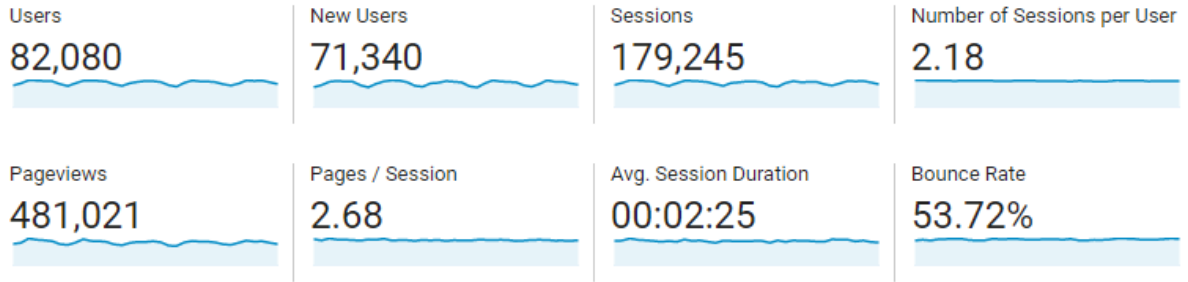 Users
82,080
New Users
71,340
Sessions
179,245
Number of Sessions per User
2.18
Pageviews
481,021
Pages / Session
2.68
Avg. Session Duration
00:02:25
Bounce Rate
53.72%